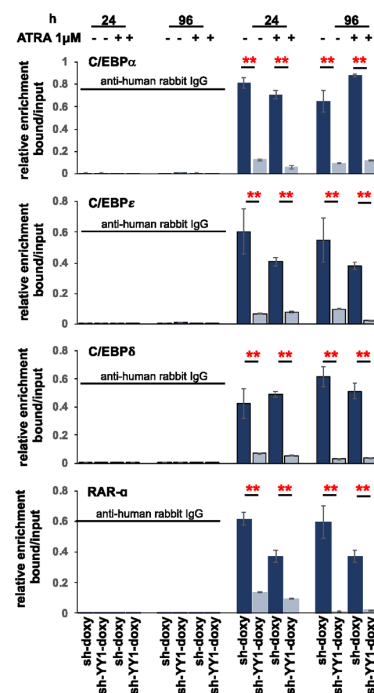 h 24 96 24 96
ATRA 1μM - - + + - - + + - - + + - - + +
C/EBPα
anti-human rabbit IgG
** ** ** **
relative enrichment
bound/input
1
0.8
0.6
0.4
0.2
0
C/EBPε
anti-human rabbit IgG
** ** ** **
relative enrichment
bound/input
0.8
0.6
0.4
0.2
0
C/EBPδ
anti-human rabbit IgG
** ** ** **
relative enrichment
bound/input
0.8
0.6
0.4
0.2
0
RAR-α
anti-human rabbit IgG
** ** ** **
relative enrichment
bound/input
0.8
0.6
0.4
0.2
0
sh-doxy
sh-YY1-doxy
sh-doxy
sh-YY1-doxy
sh-doxy
sh-YY1-doxy
sh-doxy
sh-YY1-doxy
sh-doxy
sh-YY1-doxy
sh-doxy
sh-YY1-doxy
sh-doxy
sh-YY1-doxy
sh-doxy
sh-YY1-doxy